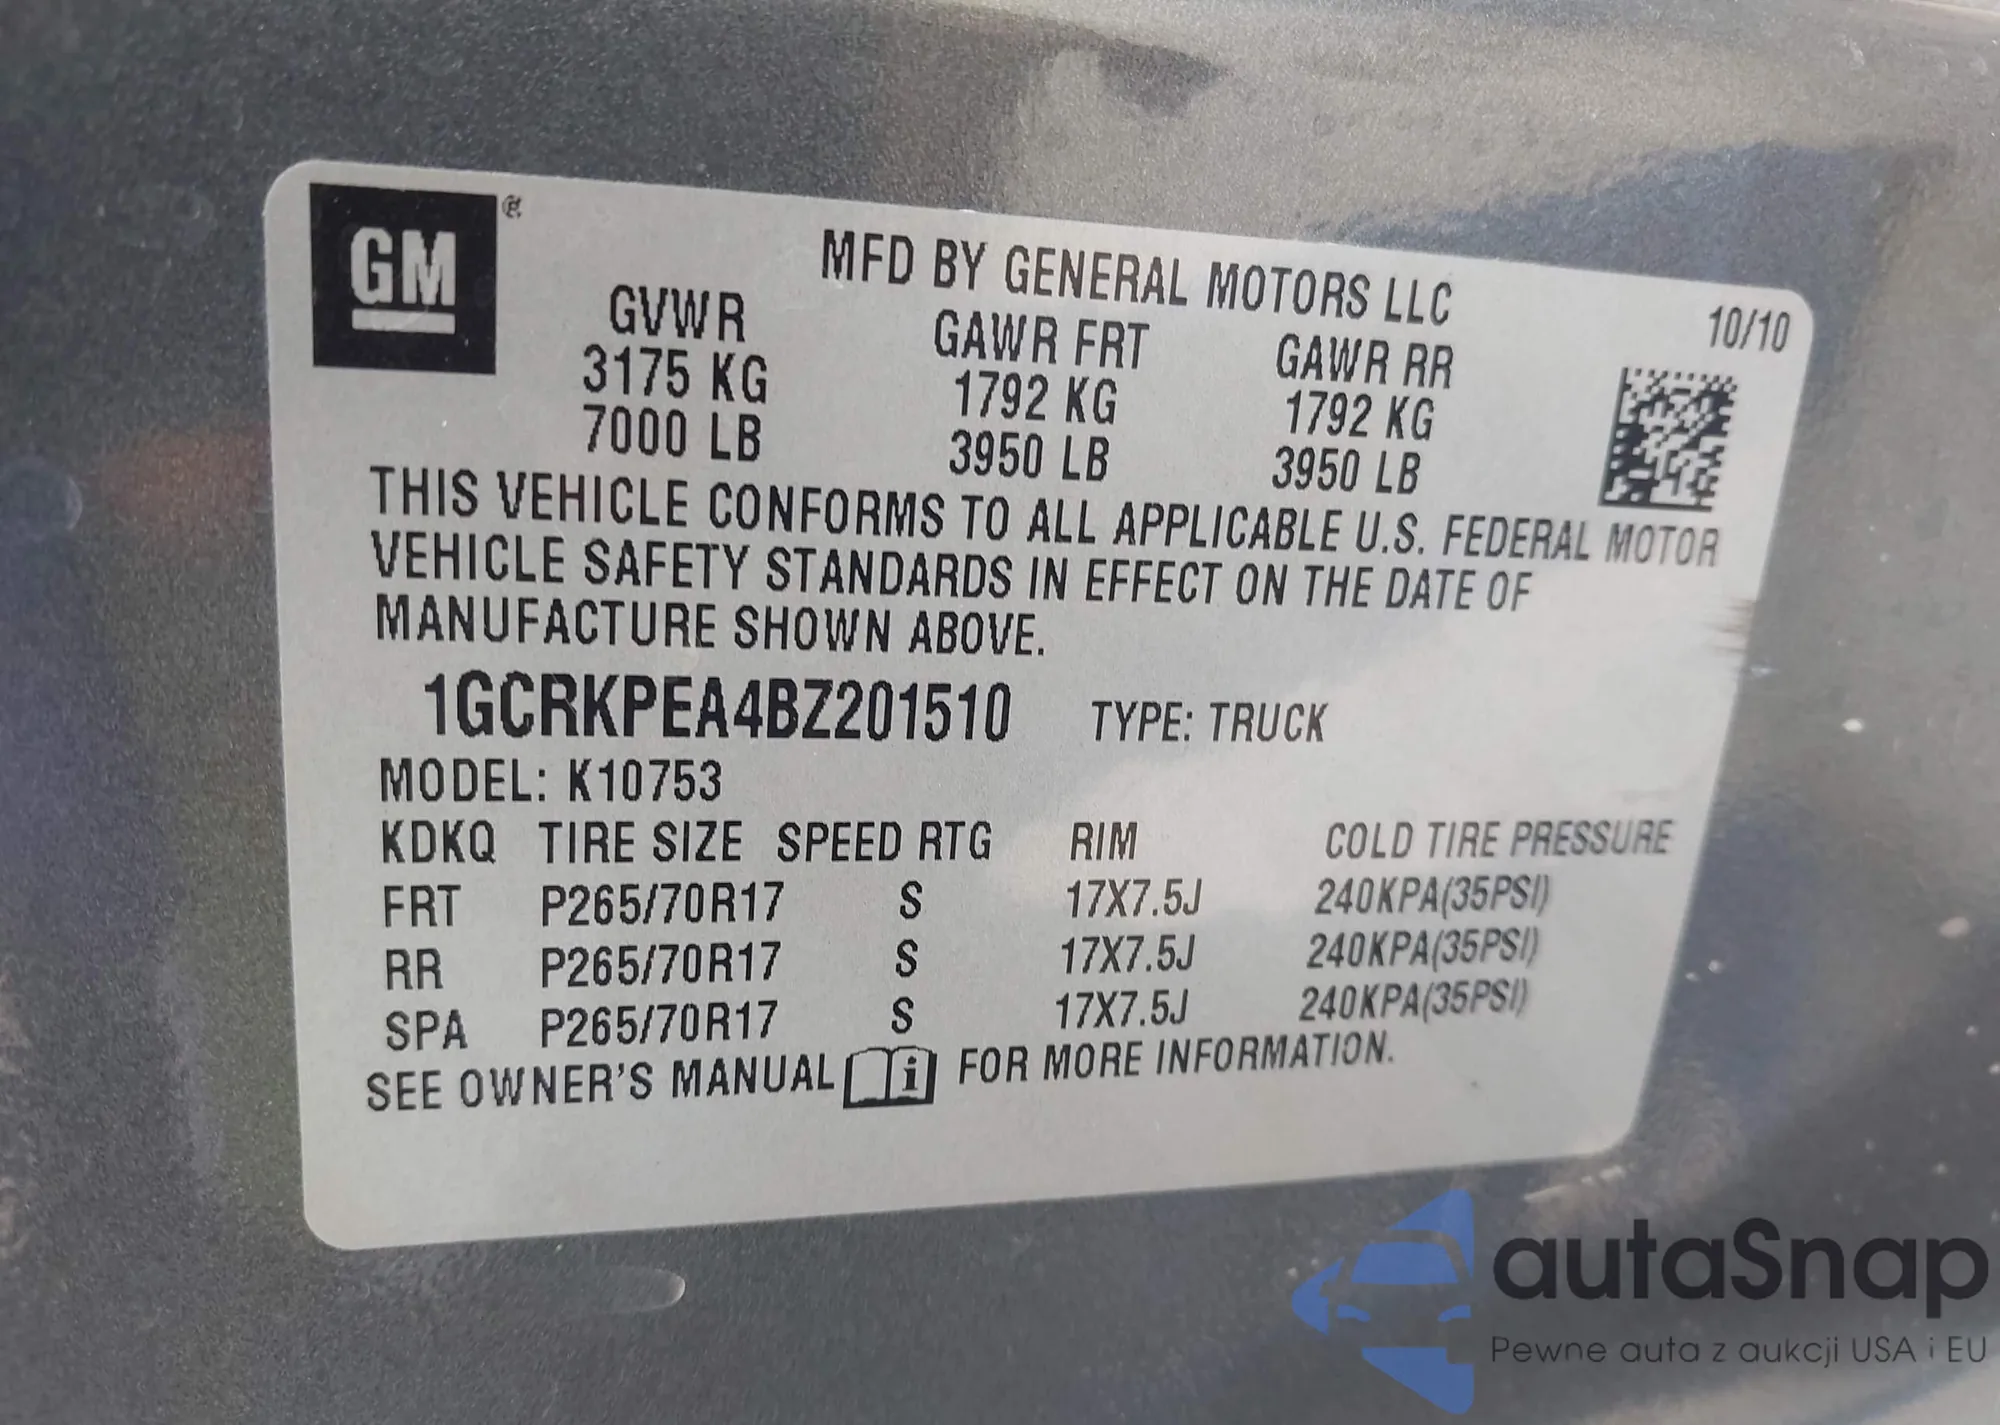 GM®
MFD BY GENERAL MOTORS LLC
10/10
GVWR GAWR FRT GAWR RR
3175 KG 1792 KG 1792 KG
7000 LB 3950 LB 3950 LB
THIS VEHICLE CONFORMS TO ALL APPLICABLE U.S. FEDERAL MOTOR
VEHICLE SAFETY STANDARDS IN EFFECT ON THE DATE OF
MANUFACTURE SHOWN ABOVE.
1GCRKPEA4BZ201510 TYPE: TRUCK
MODEL: K10753
KDKQ TIRE SIZE SPEED RTG RIM COLD TIRE PRESSURE
FRT P265/70R17 S 17X7.5J 240KPA(35PSI)
RR P265/70R17 S 17X7.5J 240KPA(35PSI)
SPA P265/70R17 S 17X7.5J 240KPA(35PSI)
SEE OWNER'S MANUAL i FOR MORE INFORMATION.
autaSnap
Pewne auta z aukcji USA i EU